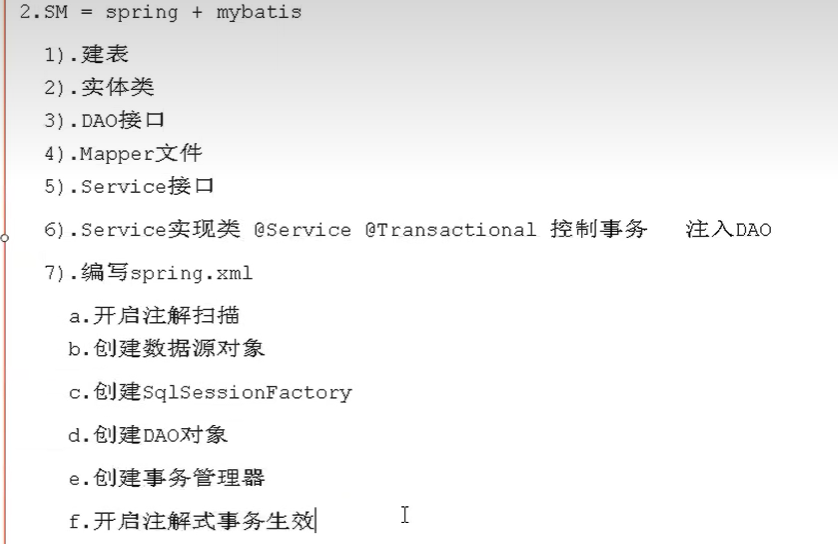 2.SM = spring + mybatis
1).建表
2).实体类
3).DAO接口
4).Mapper文件
5).Service接口
6).Service实现类 @Service @Transactional 控制事务 注入DAO
7).编写spring.xml
a.开启注解扫描
b.创建数据源对象
c.创建SqlSessionFactory
d.创建DAO对象
e.创建事务管理器
f.开启注解式事务生效